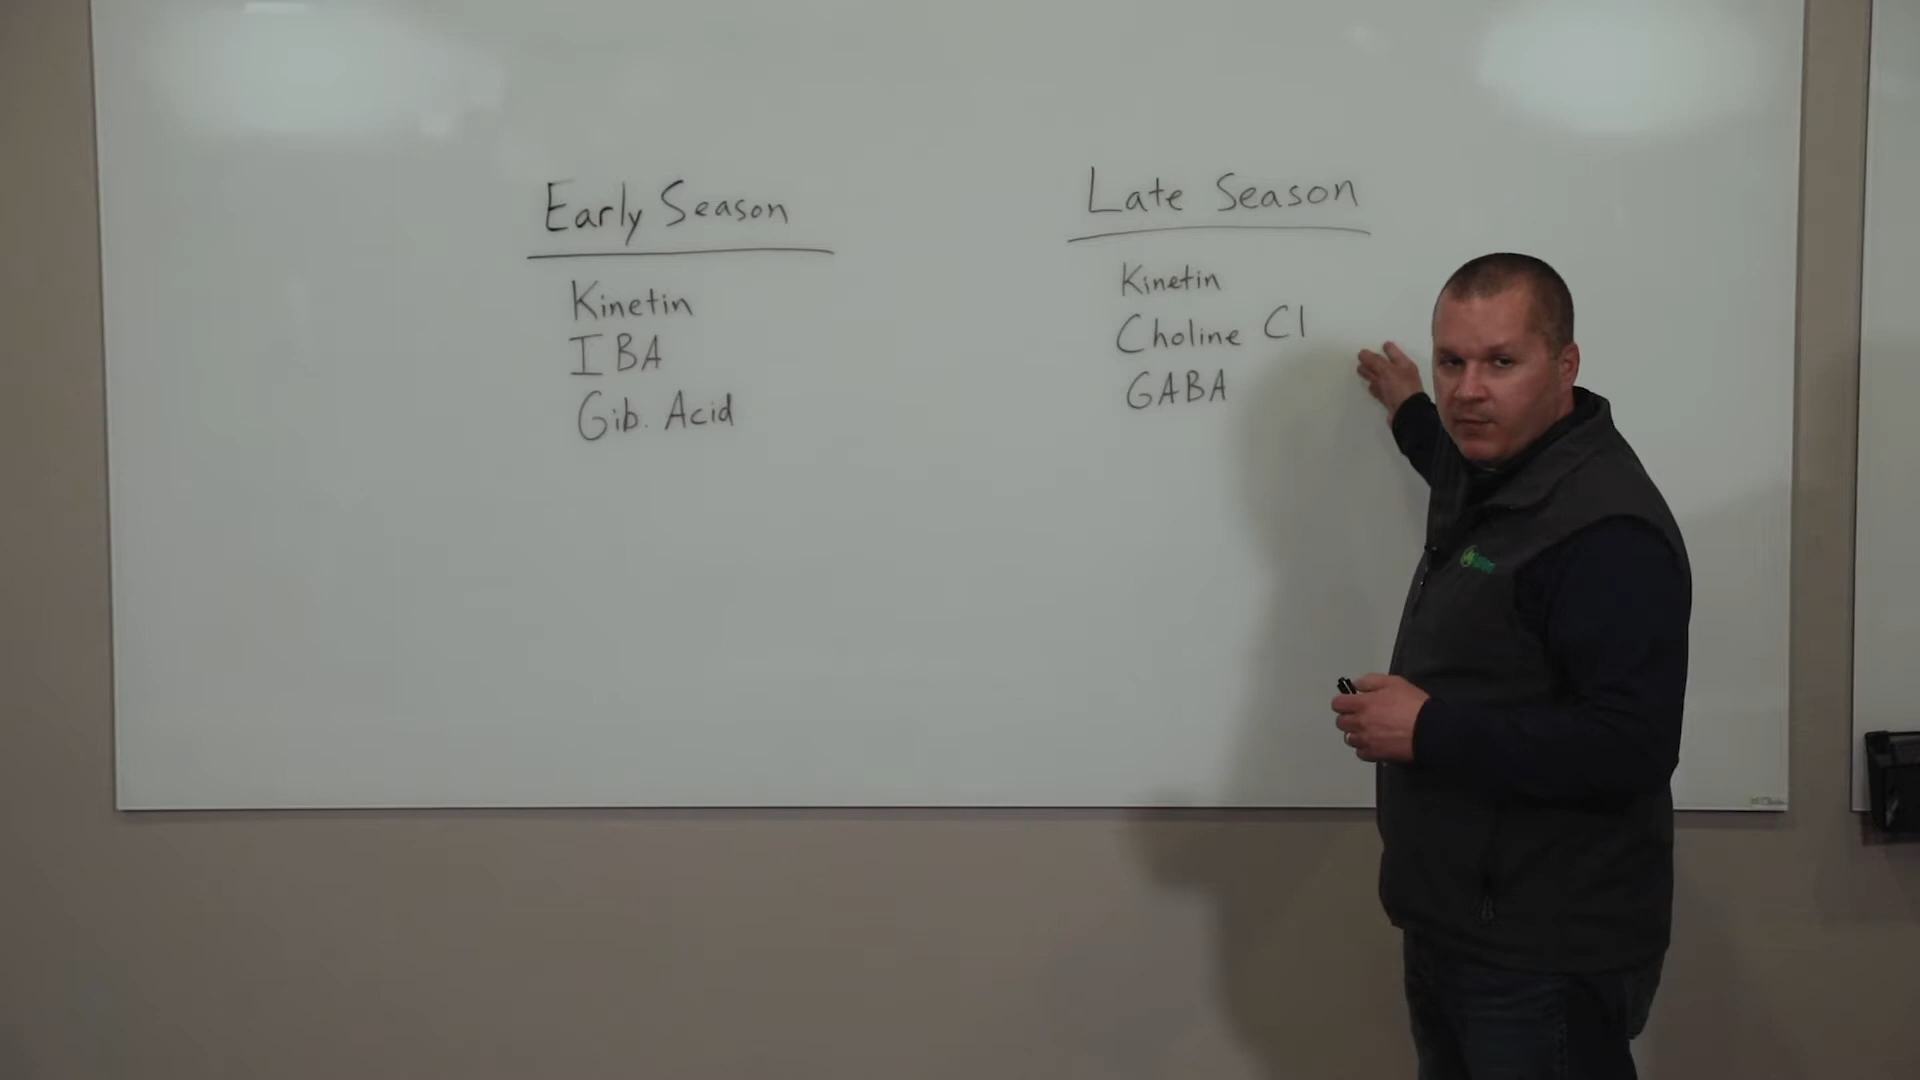 Early Season
Kinetin
IBA
Gib. Acid
Late Season
Kinetin
Choline Cl
GABA